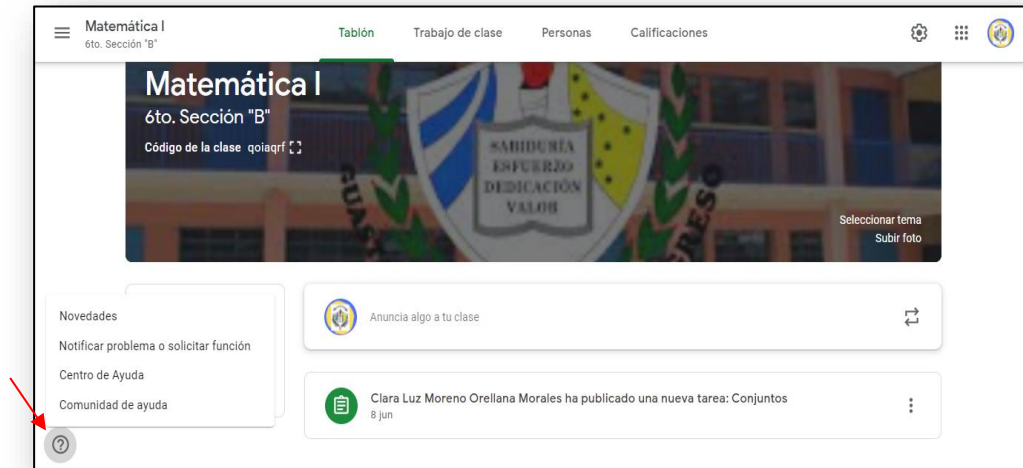 Matemática I
6to. Sección "B"
Tablón
Trabajo de clase
Personas
Calificaciones
Matemática I
6to. Sección "B"
Código de la clase qoiaqrf
SABIDURÍA
ESFUERZO
DEDICACIÓN
VALOR
Seleccionar tema
Subir foto
Novedades
Notificar problema o solicitar función
Centro de Ayuda
Comunidad de ayuda
Anuncia algo a tu clase
Clara Luz Moreno Orellana Morales ha publicado una nueva tarea: Conjuntos
8 jun